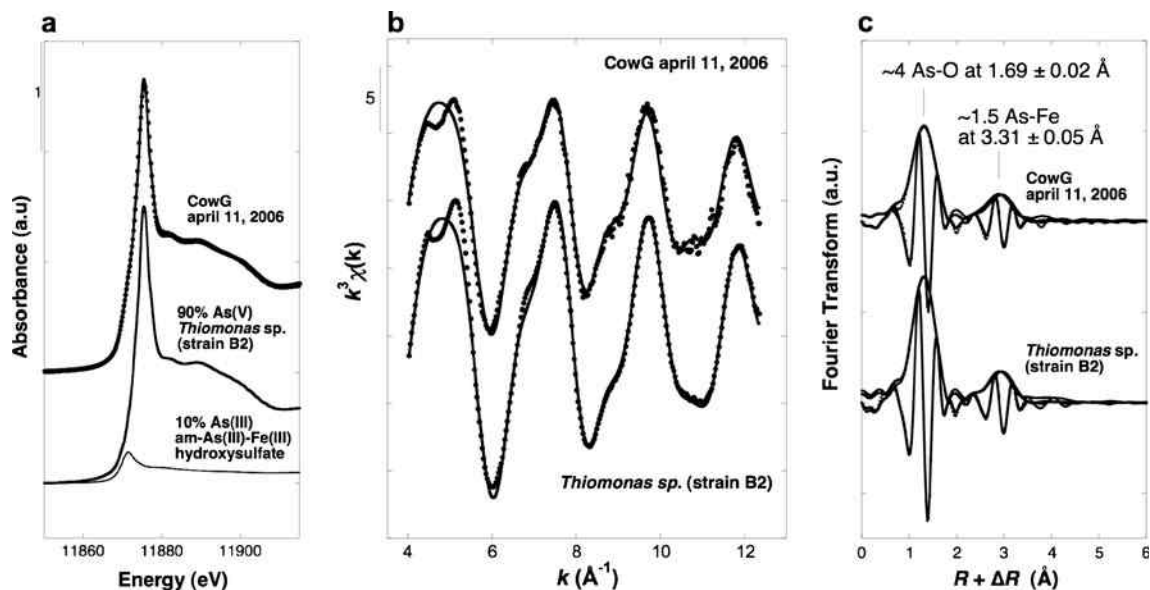 a
1
Absorbance (a.u)
CowG
april 11, 2006
90% As(V)
Thiomonas sp.
(strain B2)
10% As(III)
am-As(III)-Fe(III)
hydroxysulfate
11860 11880 11900
Energy (eV)
b
CowG april 11, 2006
5
k³ χ(k)
Thiomonas sp. (strain B2)
4 6 8 10 12
k (Å⁻¹)
c
~4 As-O at 1.69 ± 0.02 Å
~1.5 As-Fe
at 3.31 ± 0.05 Å
CowG
april 11, 2006
Fourier Transform (a.u.)
Thiomonas sp.
(strain B2)
0 1 2 3 4 5 6
R + ΔR (Å)